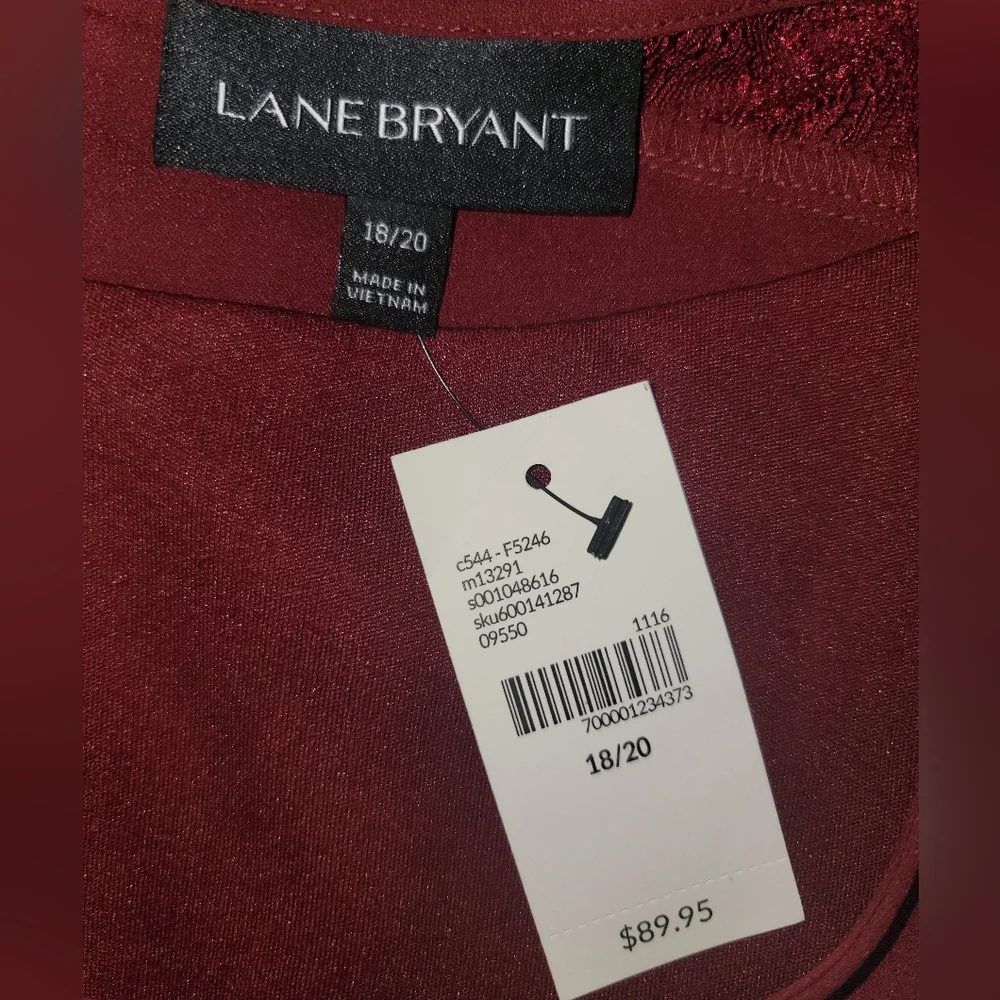 LANE BRYANT
18/20
MADE IN
VIETNAM
c544 - F5246
m13291
s001048616
sku600141287
09550
1116
700001234373
18/20
$89.95